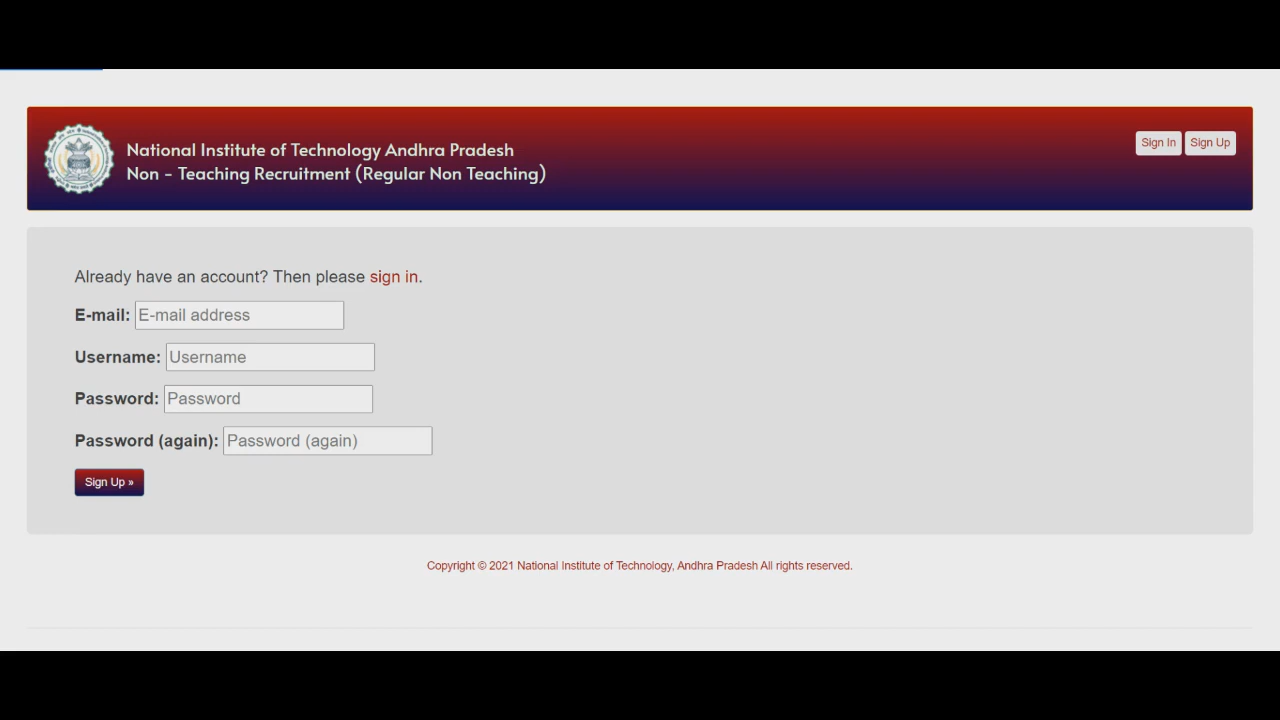 National Institute of Technology Andhra Pradesh
Non - Teaching Recruitment (Regular Non Teaching)
Sign In Sign Up
Already have an account? Then please sign in.
E-mail: E-mail address
Username: Username
Password: Password
Password (again): Password (again)
Sign Up »
Copyright © 2021 National Institute of Technology, Andhra Pradesh All rights reserved.